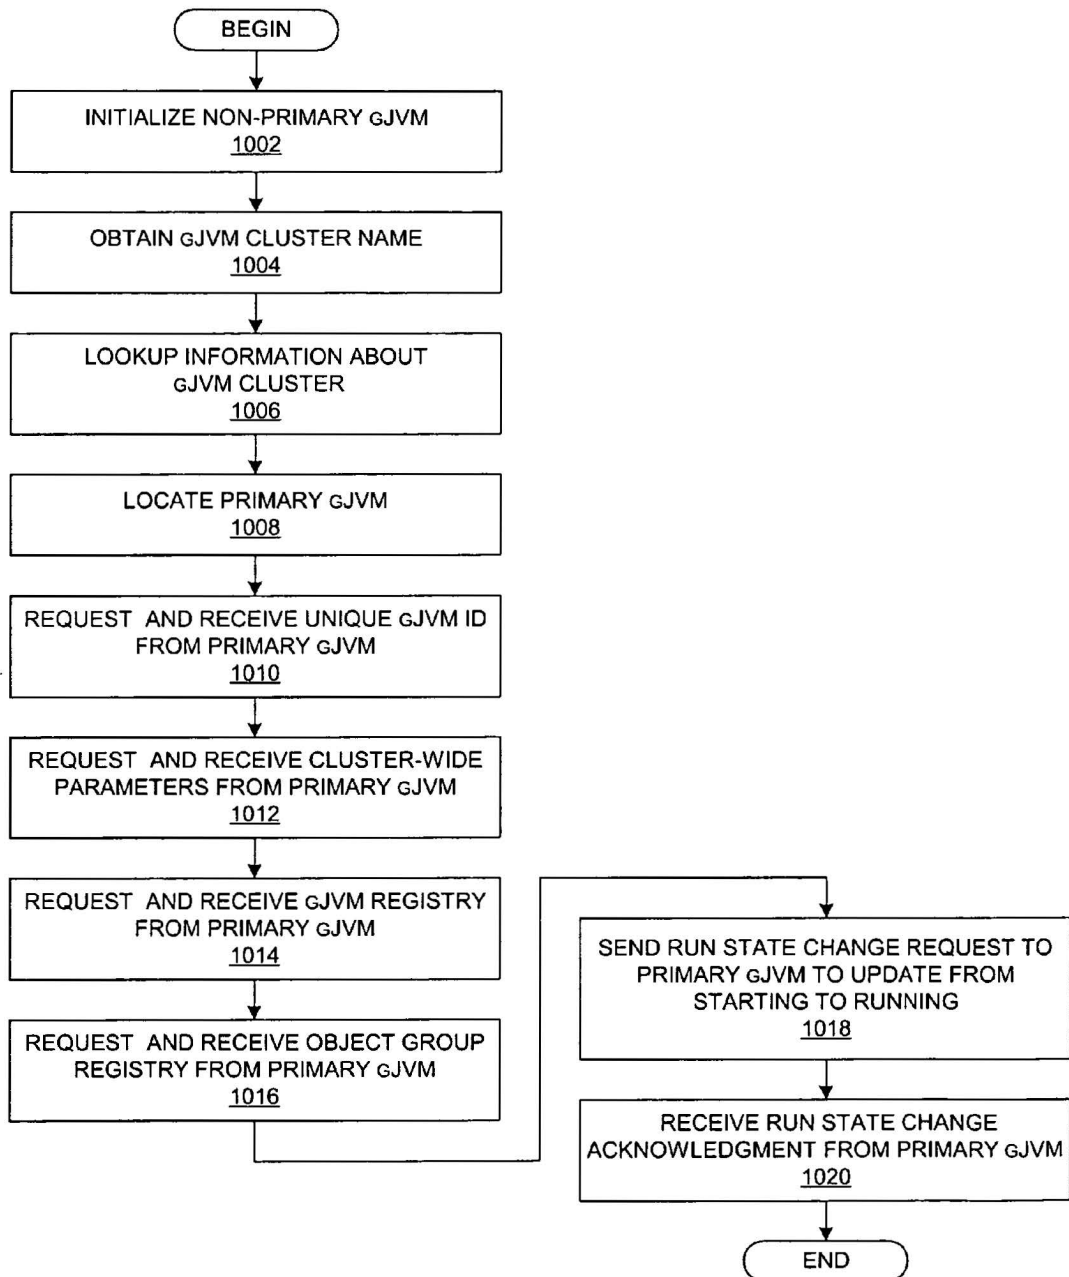 BEGIN
INITIALIZE NON-PRIMARY GJVM
1002
OBTAIN GJVM CLUSTER NAME
1004
LOOKUP INFORMATION ABOUT
GJVM CLUSTER
1006
LOCATE PRIMARY GJVM
1008
REQUEST AND RECEIVE UNIQUE GJVM ID
FROM PRIMARY GJVM
1010
REQUEST AND RECEIVE CLUSTER-WIDE
PARAMETERS FROM PRIMARY GJVM
1012
REQUEST AND RECEIVE GJVM REGISTRY
FROM PRIMARY GJVM
1014
REQUEST AND RECEIVE OBJECT GROUP
REGISTRY FROM PRIMARY GJVM
1016
SEND RUN STATE CHANGE REQUEST TO
PRIMARY GJVM TO UPDATE FROM
STARTING TO RUNNING
1018
RECEIVE RUN STATE CHANGE
ACKNOWLEDGMENT FROM PRIMARY GJVM
1020
END